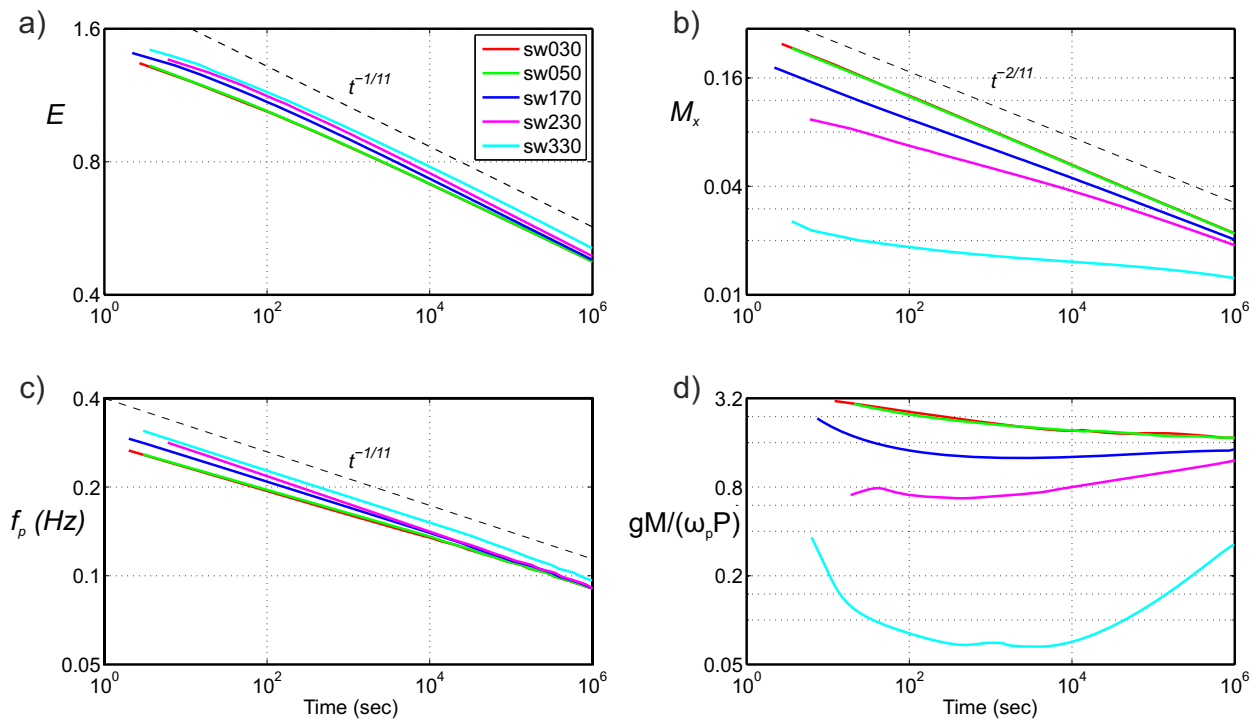 a)
1.6
0.8
0.4
E
t^{-1/11}
sw030
sw050
sw170
sw230
sw330
10^0
10^2
10^4
10^6
b)
0.16
0.04
0.01
M_x
t^{-2/11}
10^0
10^2
10^4
10^6
c)
0.4
0.2
0.1
0.05
f_p (Hz)
t^{-1/11}
10^0
10^2
10^4
10^6
Time (sec)
d)
3.2
0.8
0.2
0.05
gM/(ω_pP)
10^0
10^2
10^4
10^6
Time (sec)